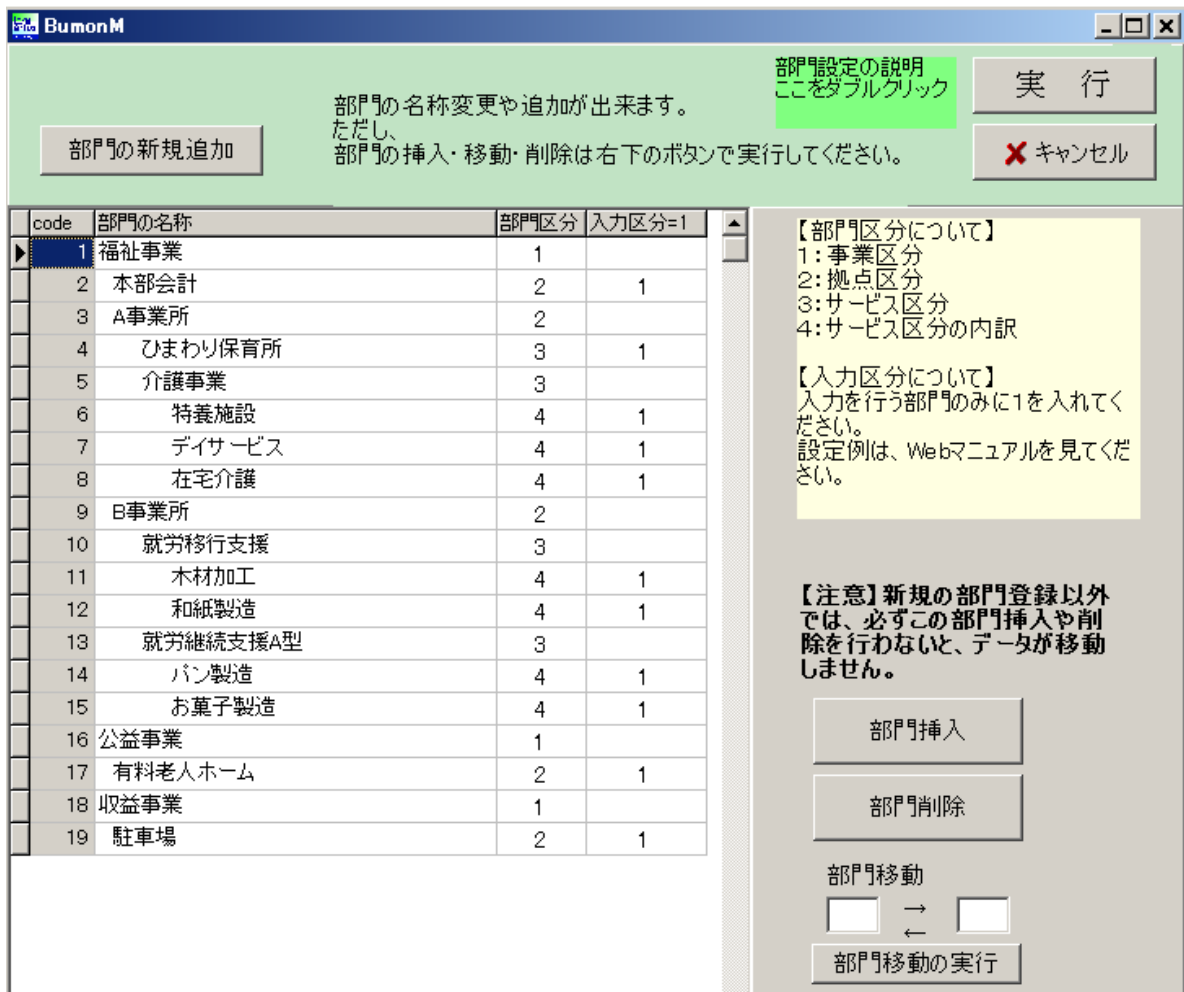 BumonM
部門の新規追加
部門の名称変更や追加が出来ます。
ただし、
部門の挿入・移動・削除は右下のボタンで実行してください。
部門設定の説明
ここをダブルクリック
実 行
キャンセル
code 部門の名称 部門区分 入力区分=1
1 福祉事業 1
2 本部会計 2 1
3 A事業所 2
4 ひまわり保育所 3 1
5 介護事業 3
6 特養施設 4 1
7 デイサービス 4 1
8 在宅介護 4 1
9 B事業所 2
10 就労移行支援 3
11 木材加工 4 1
12 和紙製造 4 1
13 就労継続支援A型 3
14 パン製造 4 1
15 お菓子製造 4 1
16 公益事業 1
17 有料老人ホーム 2 1
18 収益事業 1
19 駐車場 2 1
【部門区分について】
1:事業区分
2:拠点区分
3:サービス区分
4:サービス区分の内訳
【入力区分について】
入力を行う部門のみに1を入れてく
ださい。
設定例は、Webマニュアルを見てくだ
さい。
【注意】新規の部門登録以外
では、必ずこの部門挿入や削
除を行わないと、データが移動
しません。
部門挿入
部門削除
部門移動
→
←
部門移動の実行